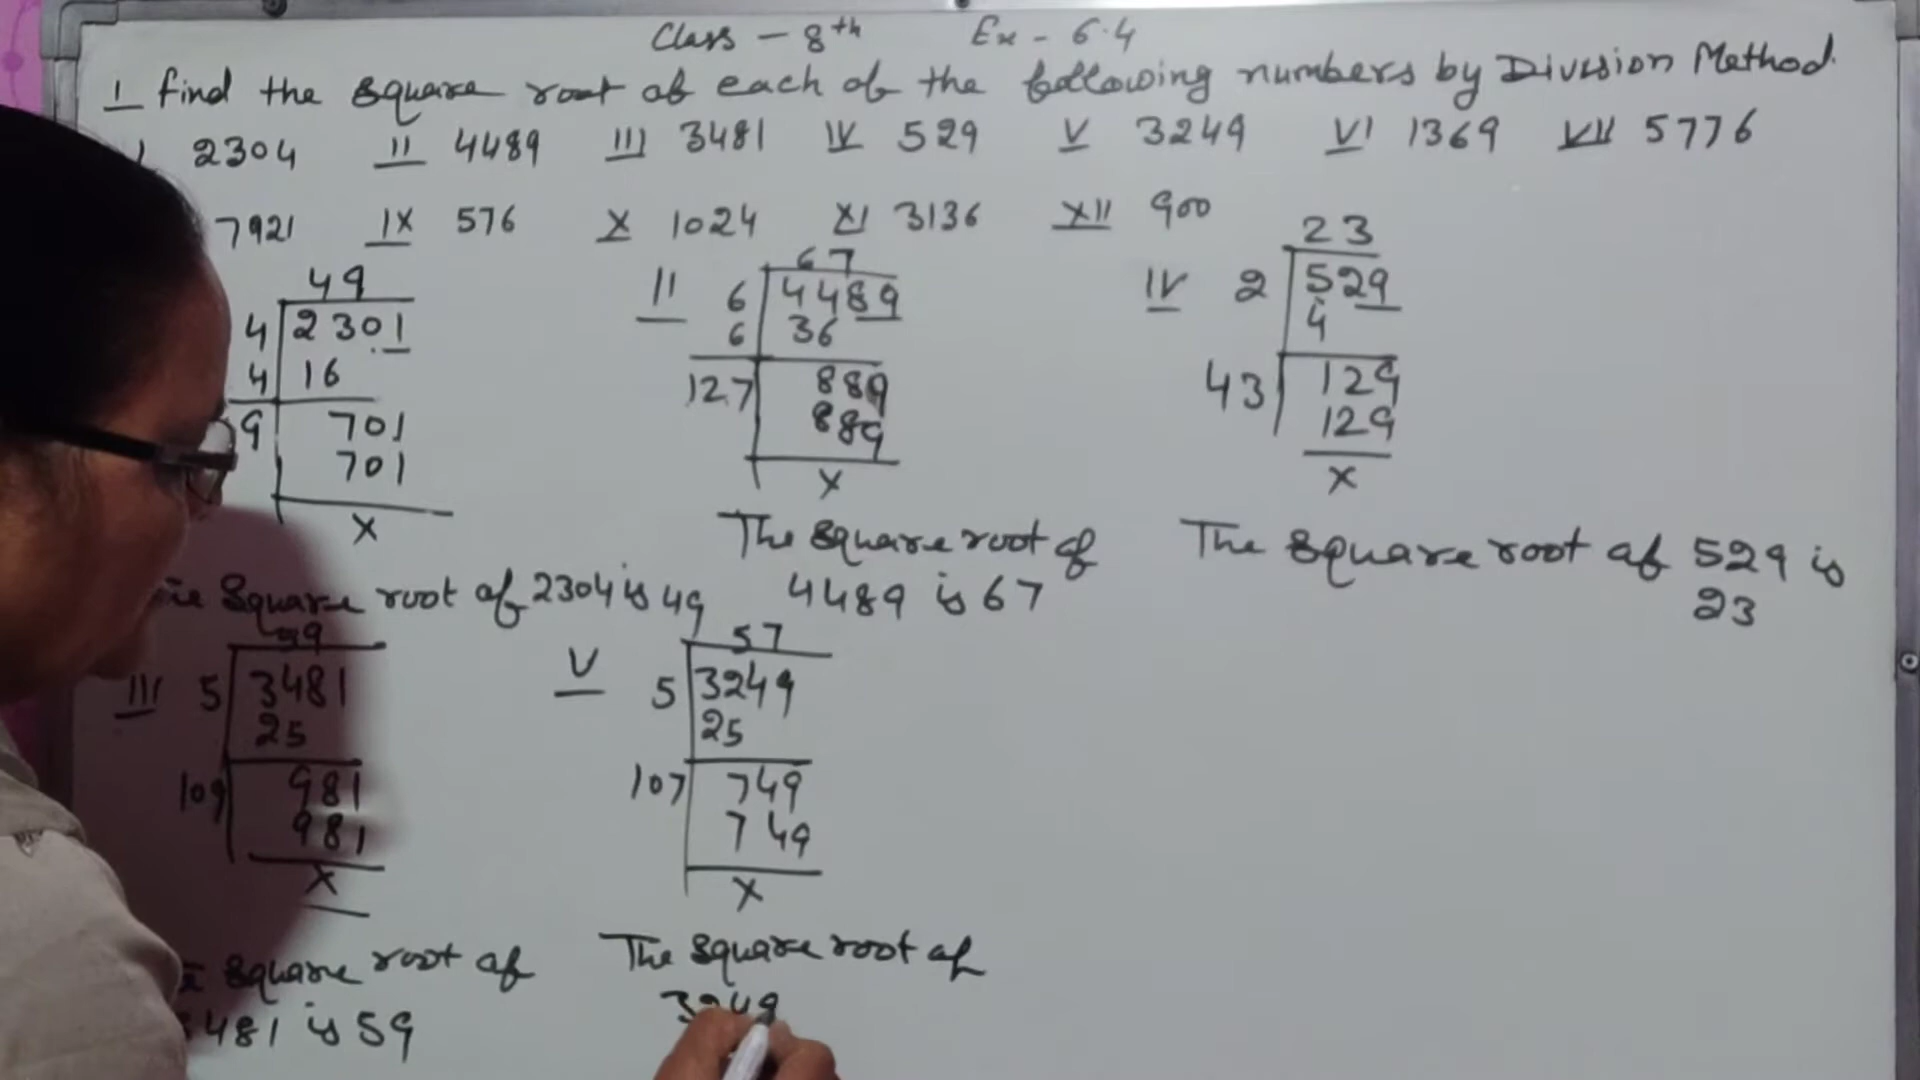 Class - 8th Ex - 6.4
1 find the square root of each of the following numbers by Division Method.
I 2304 II 4489 III 3481 IV 529 V 3249 VI 1369 VII 5776
7921 IX 576 X 1024 XI 3136 XII 900
49
4 2301
4 16
9 701
701
x
II 67
6 4489
6 36
127 889
889
x
IV 23
2 529
4
43 129
129
x
Square root of 2304 is 49
The square root of
4489 is 67
The square root of 529 is
23
III 59
5 3481
25
109 981
981
x
square root of
481 is 59
V 57
5 3249
25
107 749
749
x
The square root of
3249